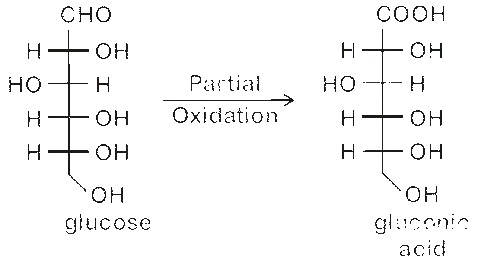 CHO
H OH
HO H
H OH
H OH
OH
glucose
Partial
Oxidation
COOH
H OH
HO H
H OH
H OH
OH
gluconic
acid